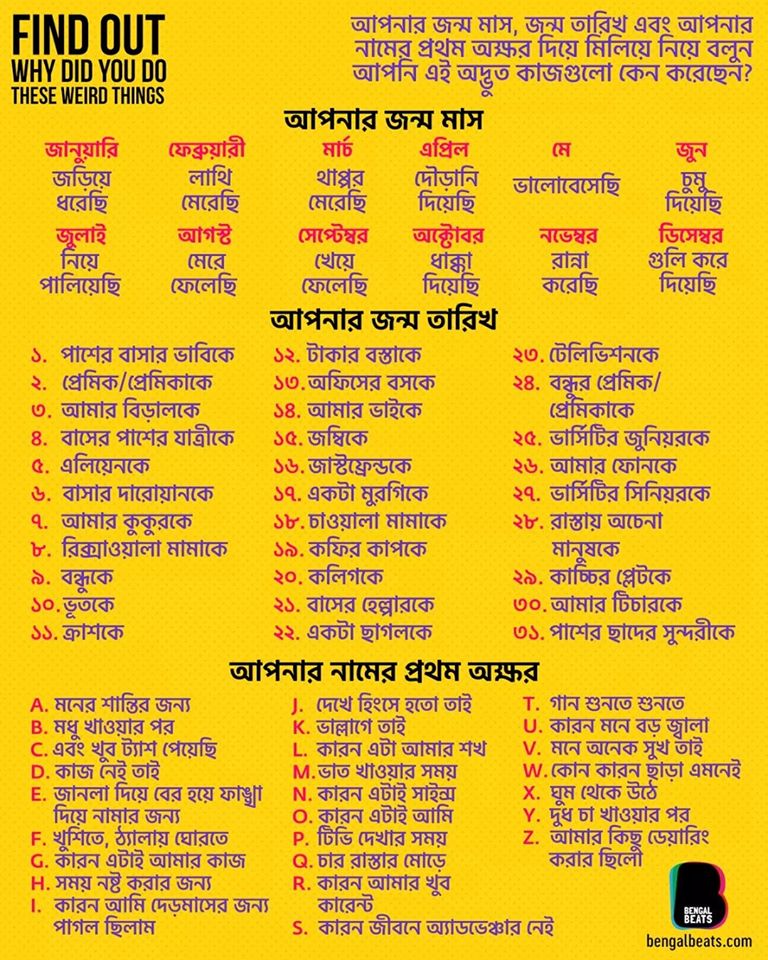 FIND OUT
WHY DID YOU DO
THESE WEIRD THINGS
আপনার জন্ম মাস, জন্ম তারিখ এবং আপনার
নামের প্রথম অক্ষর দিয়ে মিলিয়ে নিয়ে বলুন
আপনি এই অদ্ভুত কাজগুলো কেন করেছেন?
আপনার জন্ম মাস
জানুয়ারি ফেব্রুয়ারী মার্চ এপ্রিল মে জুন
জড়িয়ে লাথি থাপ্পর দৌড়ানি ভালোবেসেছি চুমু
ধরেছি মেরেছি মেরেছি দিয়েছি দিয়েছি
জুলাই আগস্ট সেপ্টেম্বর অক্টোবর নভেম্বর ডিসেম্বর
নিয়ে মেরে খেয়ে ধাক্কা রান্না গুলি করে
পালিয়েছি ফেলেছি ফেলেছি দিয়েছি করেছি দিয়েছি
আপনার জন্ম তারিখ
১. পাশের বাসার ভাবিকে
২. প্রেমিক/প্রেমিকাকে
৩. আমার বিড়ালকে
৪. বাসের পাশের যাত্রীকে
৫. এলিয়েনকে
৬. বাসার দারোয়ানকে
৭. আমার কুকুরকে
৮. রিক্সাওয়ালা মামাকে
৯. বন্ধুকে
১০. ভূতকে
১১. ক্রাশকে
১২. টাকার বস্তাকে
১৩. অফিসের বসকে
১৪. আমার ভাইকে
১৫. জম্বিকে
১৬. জাস্টফ্রেন্ডকে
১৭. একটা মুরগিকে
১৮. চাওয়ালা মামাকে
১৯. কফির কাপকে
২০. কলিগকে
২১. বাসের হেল্পারকে
২২. একটা ছাগলকে
২৩. টেলিভিশনকে
২৪. বন্ধুর প্রেমিক/
প্রেমিকাকে
২৫. ভার্সিটির জুনিয়রকে
২৬. আমার ফোনকে
২৭. ভার্সিটির সিনিয়রকে
২৮. রাস্তায় অচেনা
মানুষকে
২৯. কাচ্চির প্লেটকে
৩০. আমার টিচারকে
৩১. পাশের ছাদের সুন্দরীকে
আপনার নামের প্রথম অক্ষর
A. মনের শান্তির জন্য
B. মধু খাওয়ার পর
C. এবং খুব ট্যাশ পেয়েছি
D. কাজ নেই তাই
E. জানলা দিয়ে বের হয়ে ফাঙ্খা
দিয়ে নামার জন্য
F. খুশিতে, ঠ্যালায় ঘোরতে
G. কারন এটাই আমার কাজ
H. সময় নষ্ট করার জন্য
I. কারন আমি দেড়মাসের জন্য
পাগল ছিলাম
J. দেখে হিংসে হতো তাই
K. ভাল্লাগে তাই
L. কারন এটা আমার শখ
M. ভাত খাওয়ার সময়
N. কারন এটাই সাইন্স
O. কারন এটাই আমি
P. টিভি দেখার সময়
Q. চার রাস্তার মোড়ে
R. কারন আমার খুব
কারেন্ট
S. কারন জীবনে অ্যাডভেঞ্চার নেই
T. গান শুনতে শুনতে
U. কারন মনে বড় জ্বালা
V. মনে অনেক সুখ তাই
W. কোন কারন ছাড়া এমনেই
X. ঘুম থেকে উঠে
Y. দুধ চা খাওয়ার পর
Z. আমার কিছু ডেয়ারিং
করার ছিলো
BENGAL
BEATS
bengalbeats.com